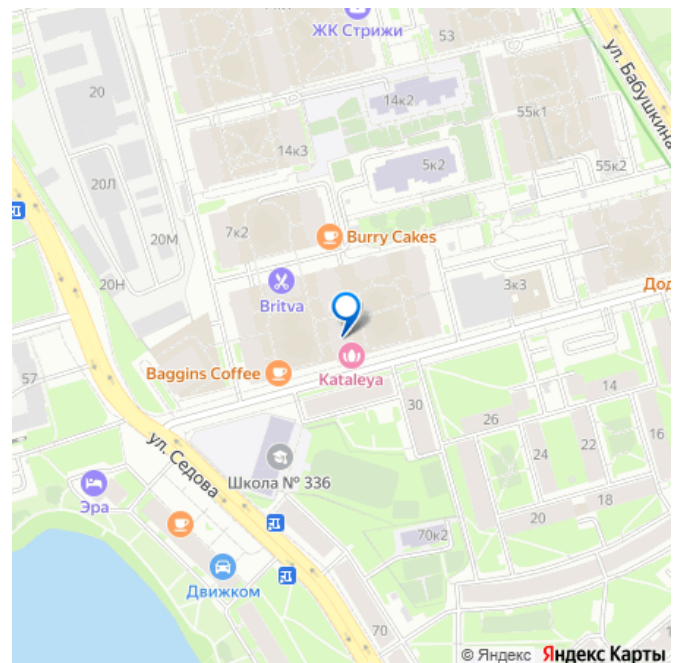 ЖК Стрижи
53
ул. Бабушкина
20
14к2
55к1
14к3
5к2
55к2
20Л
7к2
Burry Cakes
20М
20Н
Britva
3к3
Дод
Baggins Coffee
Kataleya
57
14
30
26
16
22
24
ул. Седова
Школа № 336
Эра
18
20
70к2
Движком
70
1
© Яндекс Яндекс Карты